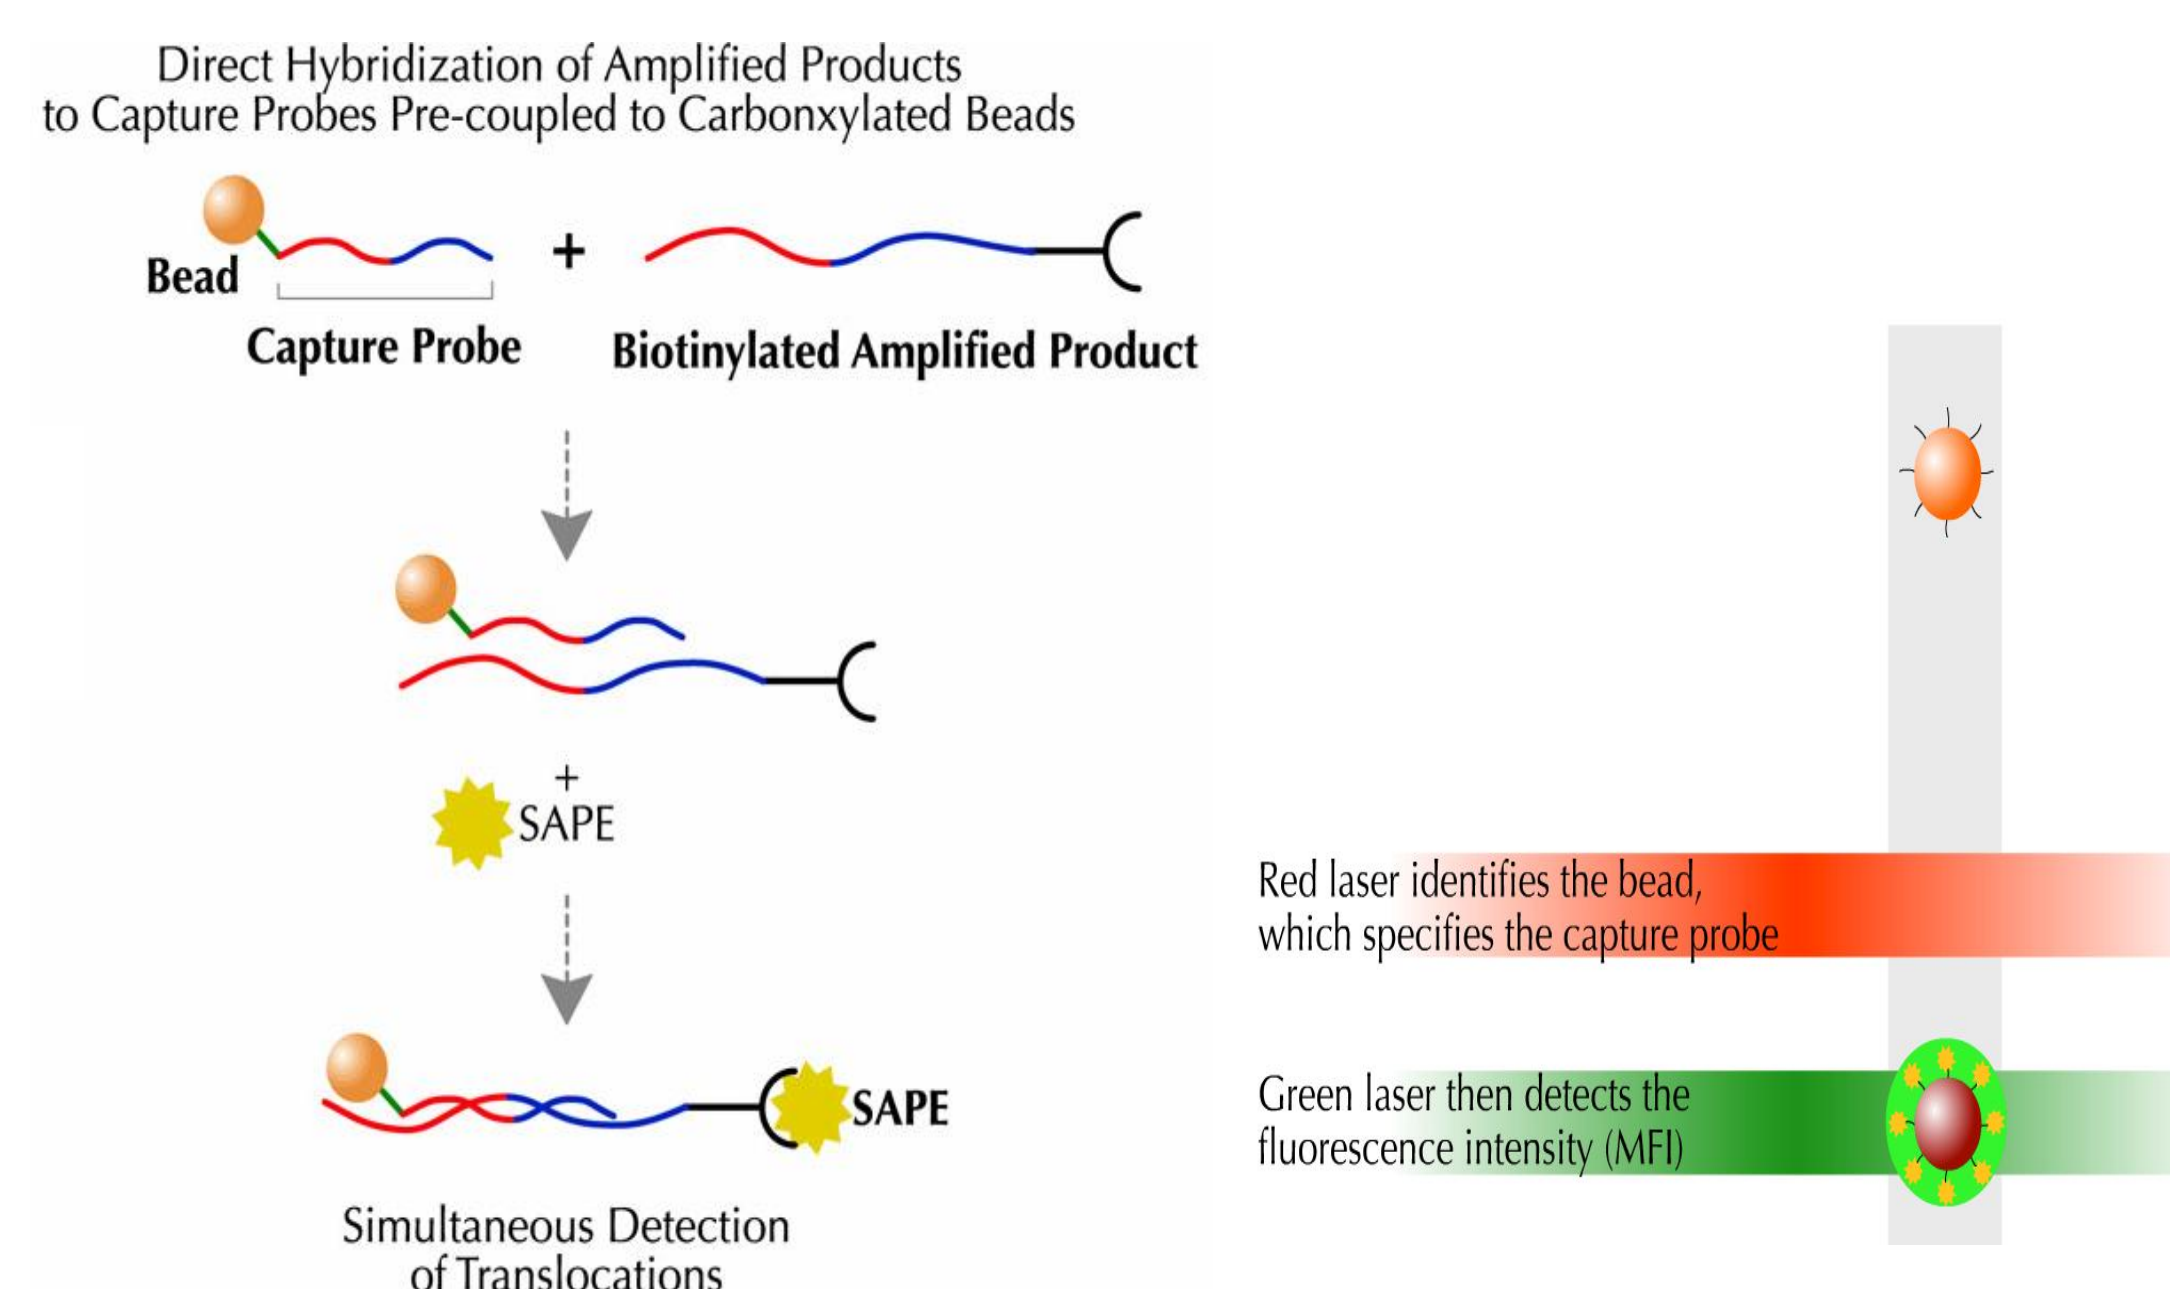 Direct Hybridization of Amplified Products
to Capture Probes Pre-coupled to Carbonxylated Beads
+
Bead
Capture Probe
Biotinylated Amplified Product
+
SAPE
SAPE
Simultaneous Detection
of Translocations
Red laser identifies the bead,
which specifies the capture probe
Green laser then detects the
fluorescence intensity (MFI)